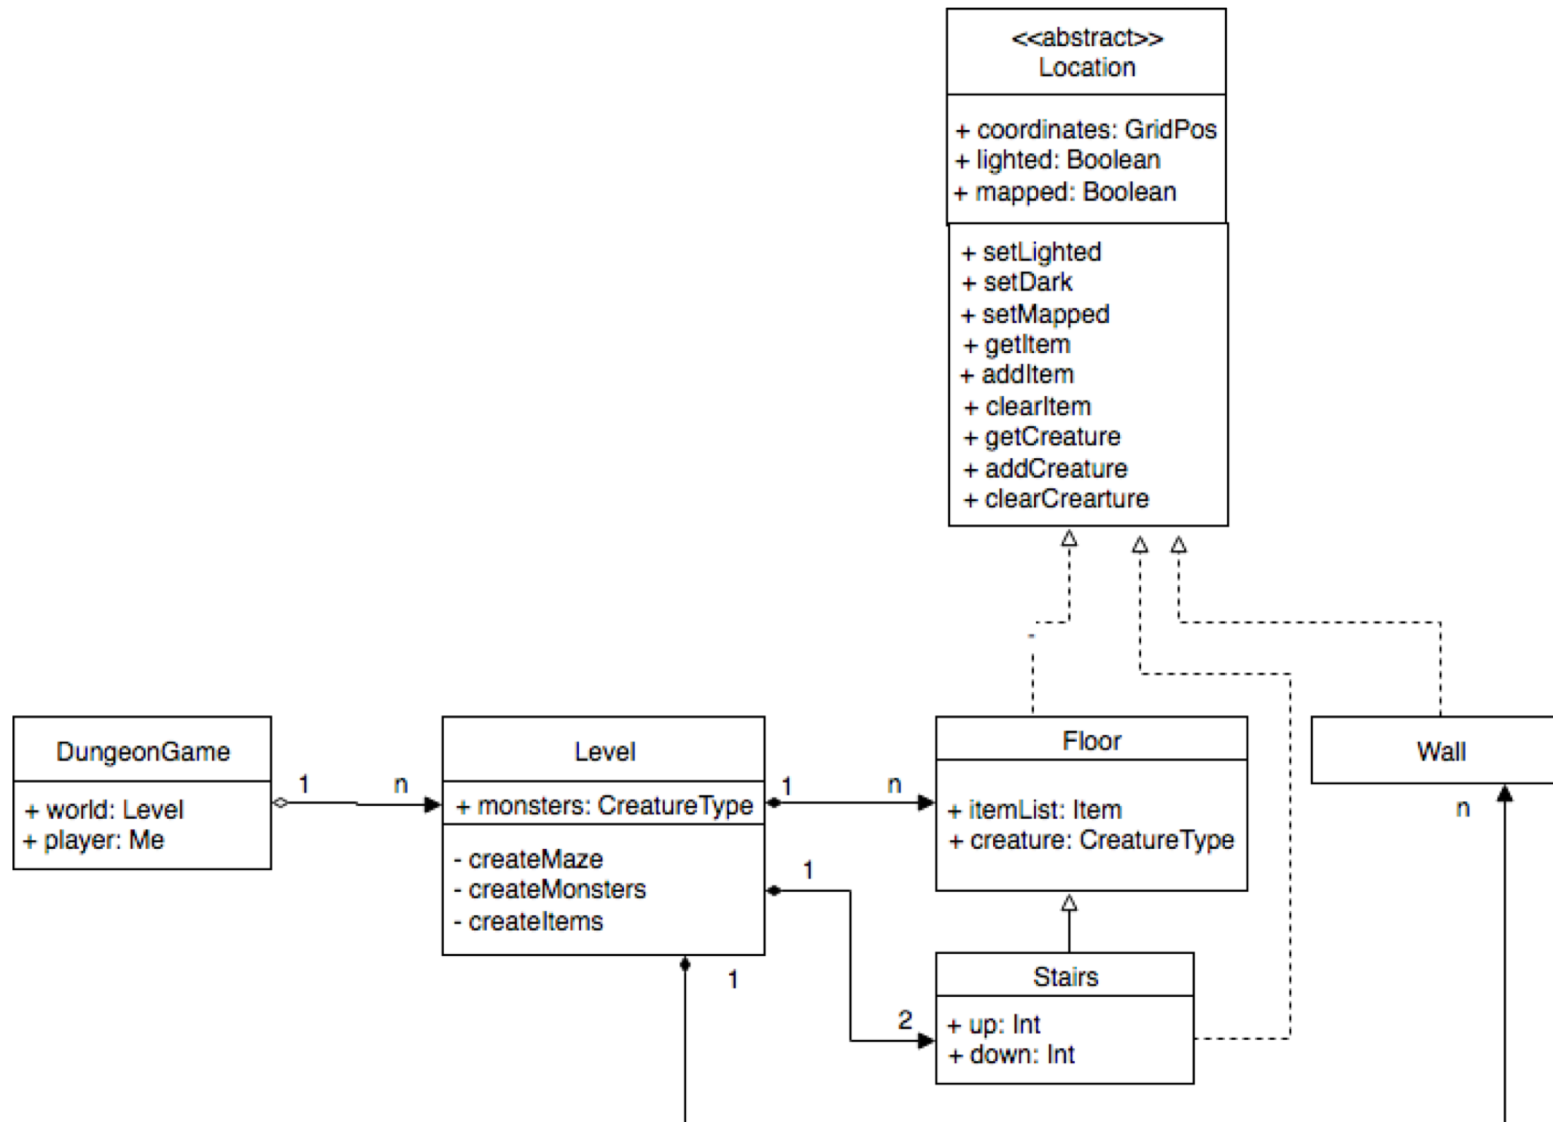 <<abstract>>
Location
+ coordinates: GridPos
+ lighted: Boolean
+ mapped: Boolean
+ setLighted
+ setDark
+ setMapped
+ getItem
+ addItem
+ clearItem
+ getCreature
+ addCreature
+ clearCrearture
DungeonGame
+ world: Level
+ player: Me
1
n
Level
+ monsters: CreatureType
- createMaze
- createMonsters
- createItems
1
n
1
2
1
Floor
+ itemList: Item
+ creature: CreatureType
Stairs
+ up: Int
+ down: Int
Wall
n